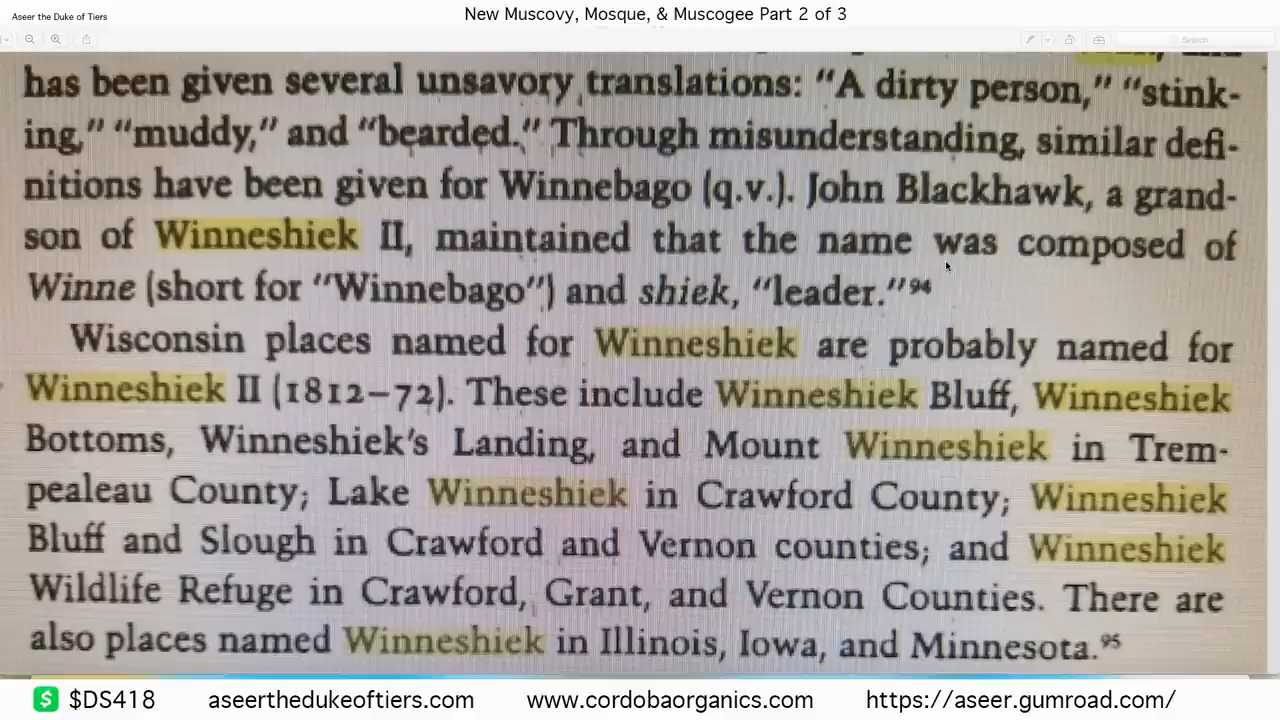 Aseer the Duke of Tiers
New Muscovy, Mosque, & Muscogee Part 2 of 3
Search
has been given several unsavory translations: “A dirty person,” “stink-
ing,” “muddy,” and “bearded.” Through misunderstanding, similar defi-
nitions have been given for Winnebago (q.v.). John Blackhawk, a grand-
son of Winneshiek II, maintained that the name was composed of
Winne (short for “Winnebago”) and shiek, “leader.”94
Wisconsin places named for Winneshiek are probably named for
Winneshiek II (1812–72). These include Winneshiek Bluff, Winneshiek
Bottoms, Winneshiek’s Landing, and Mount Winneshiek in Trem-
pealeau County; Lake Winneshiek in Crawford County; Winneshiek
Bluff and Slough in Crawford and Vernon counties; and Winneshiek
Wildlife Refuge in Crawford, Grant, and Vernon Counties. There are
also places named Winneshiek in Illinois, Iowa, and Minnesota.95
$DS418 aseerthedukeoftiers.com www.cordobaorganics.com https://aseer.gumroad.com/